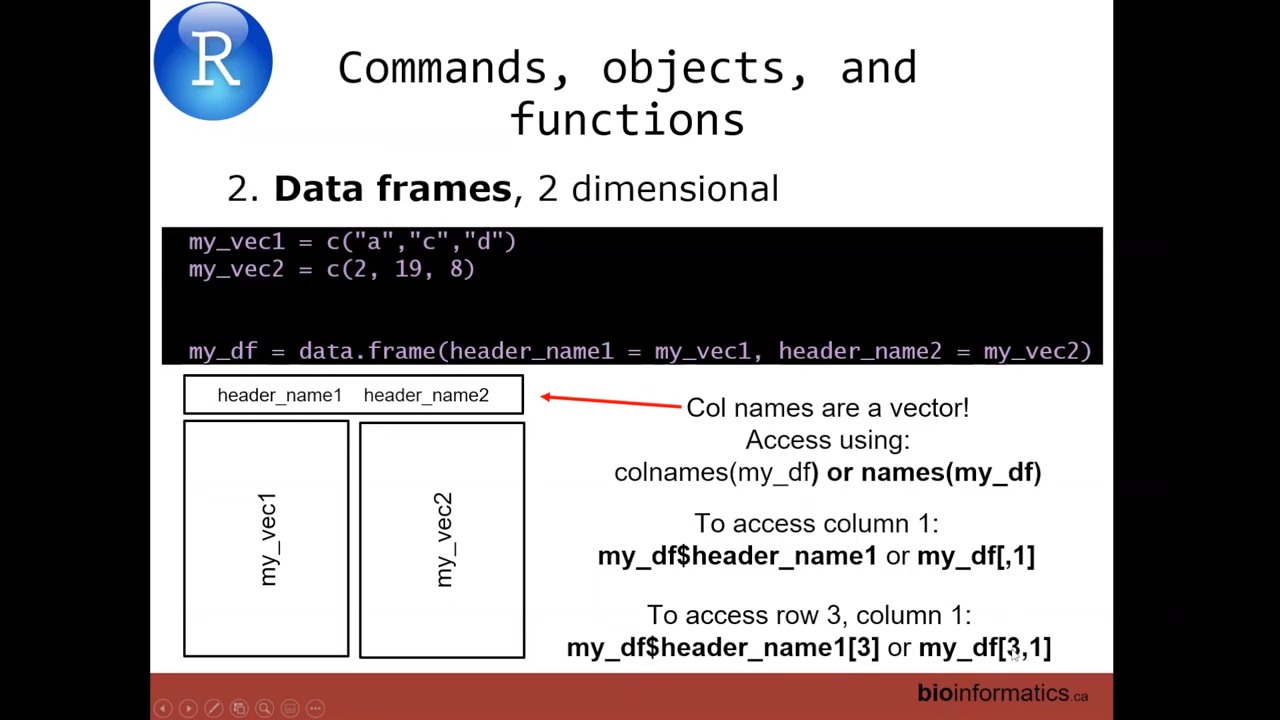 R
Commands, objects, and
functions
2. Data frames, 2 dimensional
my_vec1 = c("a","c","d")
my_vec2 = c(2, 19, 8)
my_df = data.frame(header_name1 = my_vec1, header_name2 = my_vec2)
header_name1 header_name2
my_vec1
my_vec2
Col names are a vector!
Access using:
colnames(my_df) or names(my_df)
To access column 1:
my_df$header_name1 or my_df[,1]
To access row 3, column 1:
my_df$header_name1[3] or my_df[3,1]
bioinformatics.ca